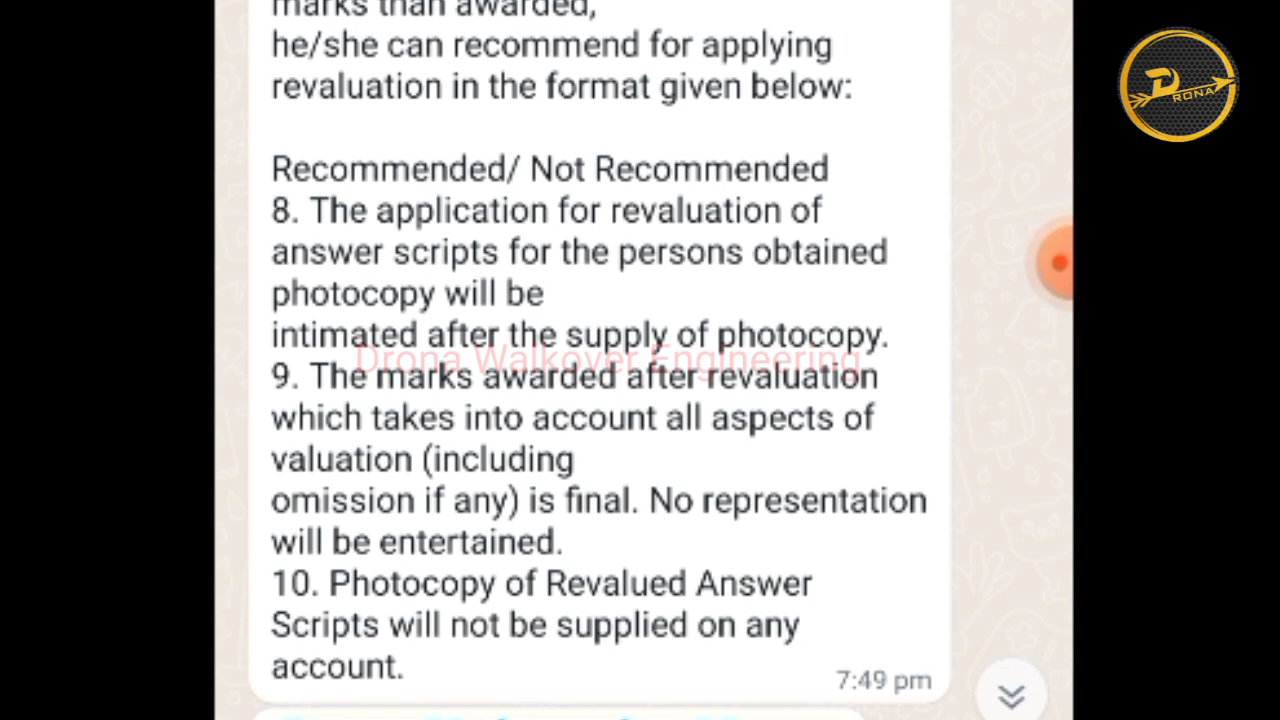 marks than awarded,
he/she can recommend for applying
revaluation in the format given below:
Recommended/ Not Recommended
8. The application for revaluation of
answer scripts for the persons obtained
photocopy will be
intimated after the supply of photocopy.
Drona Walkover Engineering
9. The marks awarded after revaluation
which takes into account all aspects of
valuation (including
omission if any) is final. No representation
will be entertained.
10. Photocopy of Revalued Answer
Scripts will not be supplied on any
account.
7:49 pm
DRONA